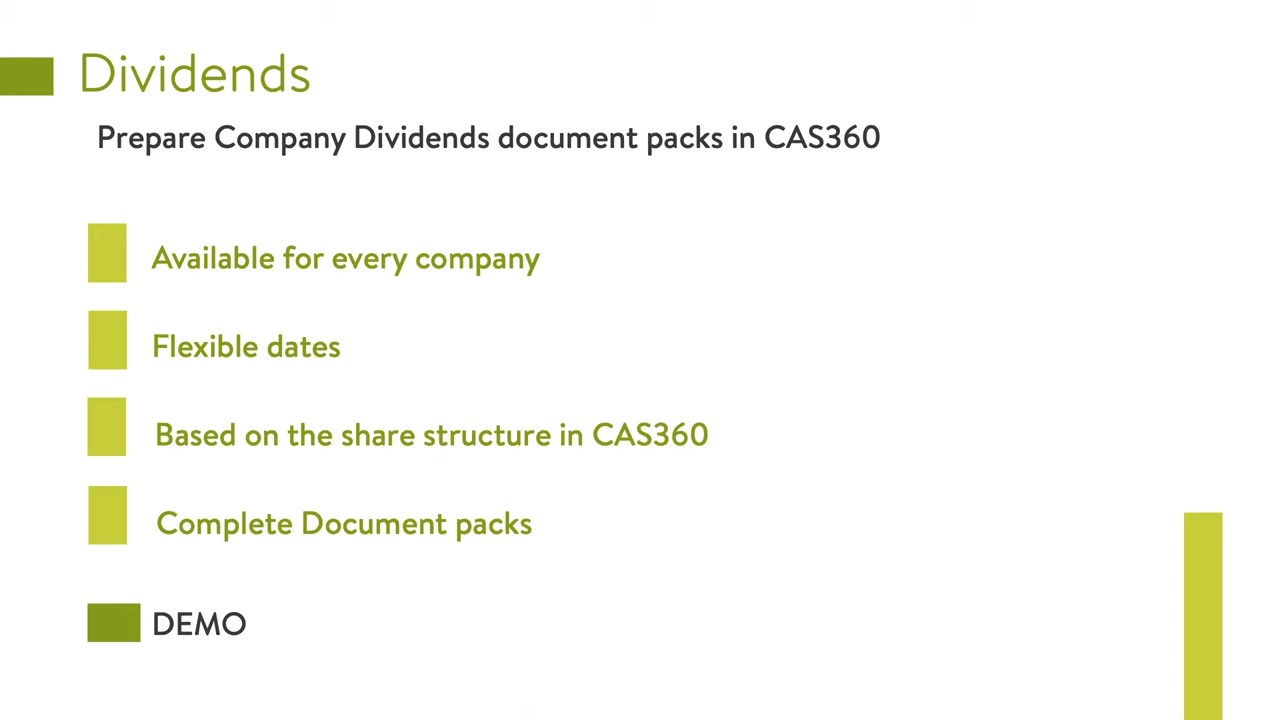 Dividends
Prepare Company Dividends document packs in CAS360
Available for every company
Flexible dates
Based on the share structure in CAS360
Complete Document packs
DEMO